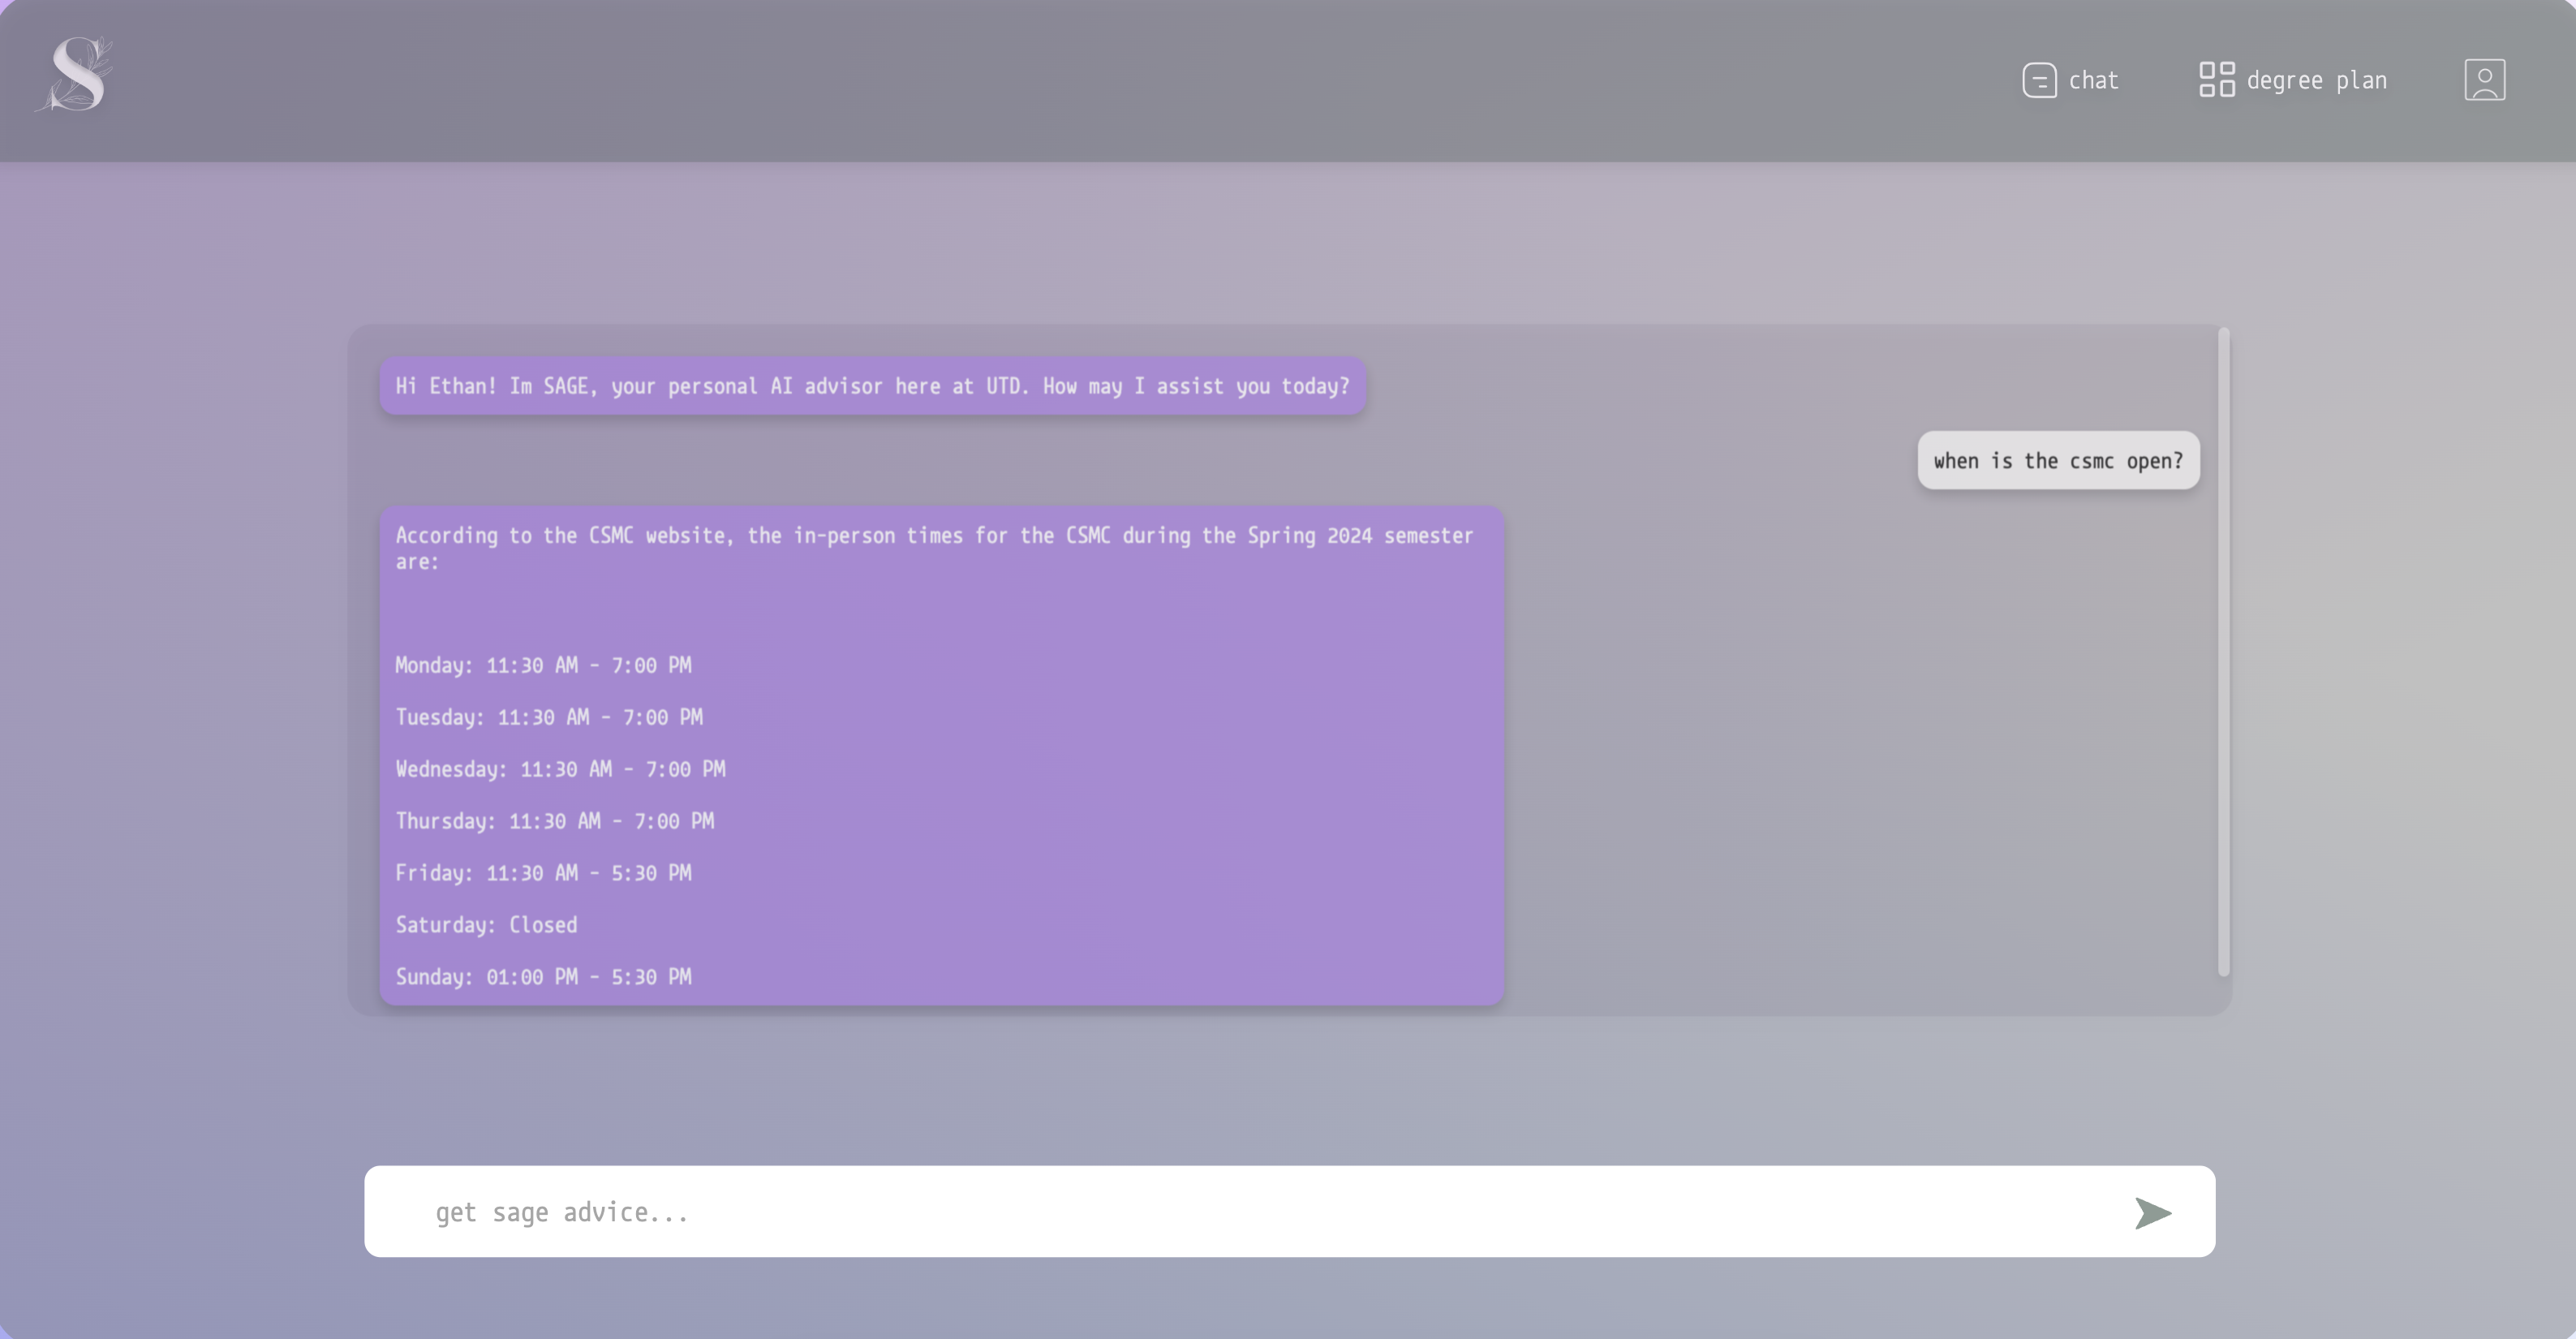 S
chat
degree plan
Hi Ethan! Im SAGE, your personal AI advisor here at UTD. How may I assist you today?
when is the csmc open?
According to the CSMC website, the in-person times for the CSMC during the Spring 2024 semester
are:
Monday: 11:30 AM - 7:00 PM
Tuesday: 11:30 AM - 7:00 PM
Wednesday: 11:30 AM - 7:00 PM
Thursday: 11:30 AM - 7:00 PM
Friday: 11:30 AM - 5:30 PM
Saturday: Closed
Sunday: 01:00 PM - 5:30 PM
get sage advice...